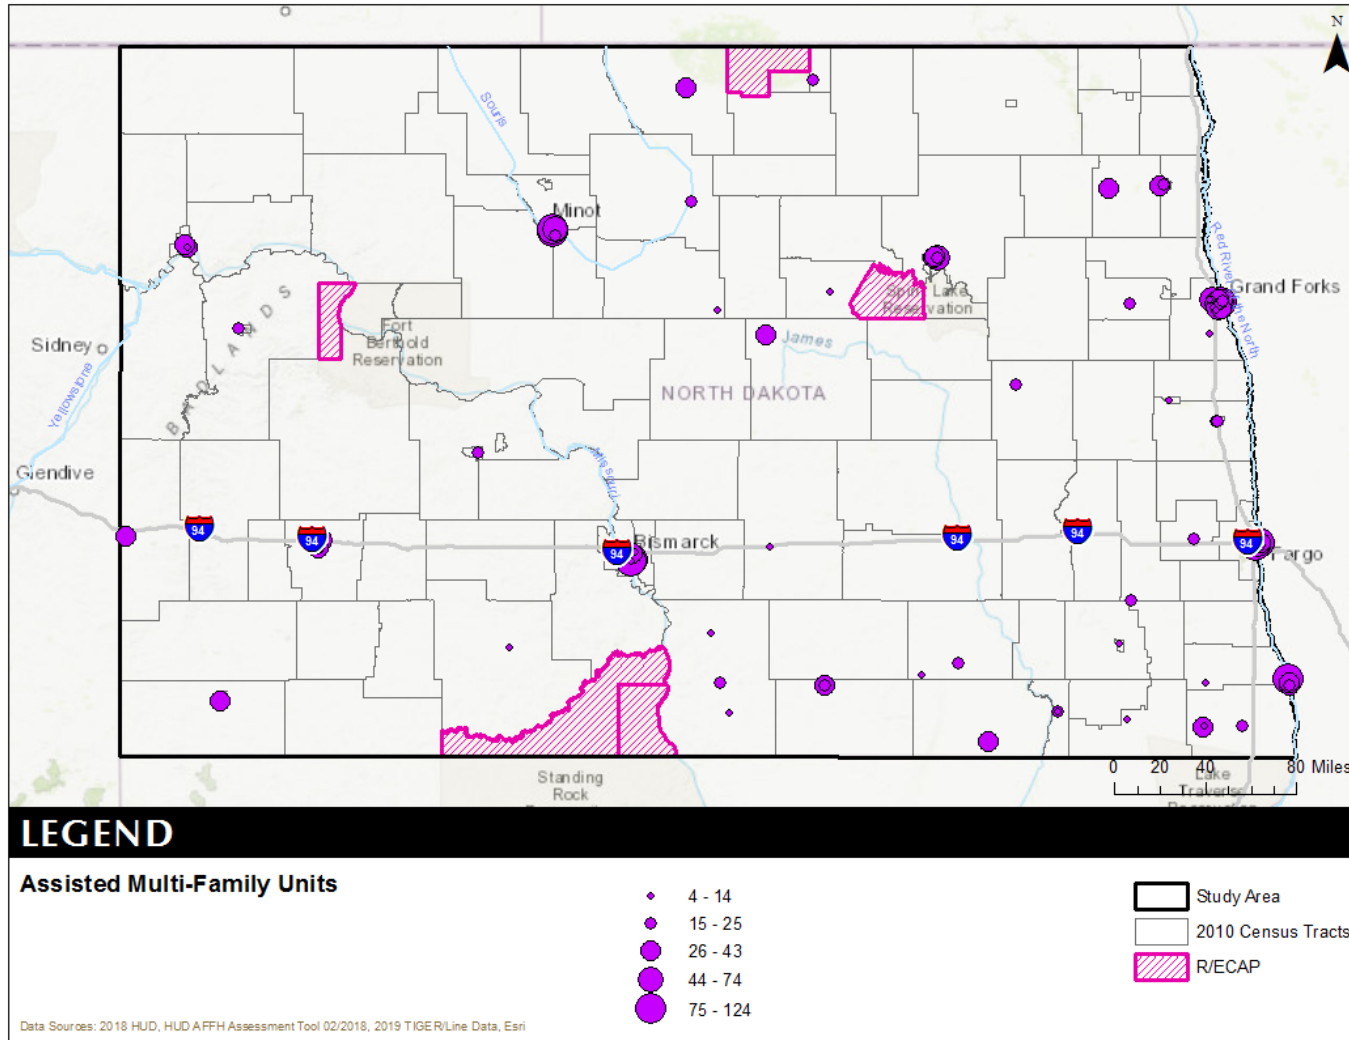 N
Souris
Minot
Red River of the North
Grand Forks
Spirit Lake
Reservation
BADLANDS
Fort
Berthold
Reservation
Sidney
James
Yellowstone
NORTH DAKOTA
Missouri
Glendive
94
94
94
Bismarck
94
94
94
Fargo
0 20 40 80 Miles
Standing
Rock
Lake
Traverse
Reservation
LEGEND
Assisted Multi-Family Units
4 - 14
15 - 25
26 - 43
44 - 74
75 - 124
Study Area
2010 Census Tracts
R/ECAP
Data Sources: 2018 HUD, HUD AFFH Assessment Tool 02/2018, 2019 TIGER/Line Data, Esri